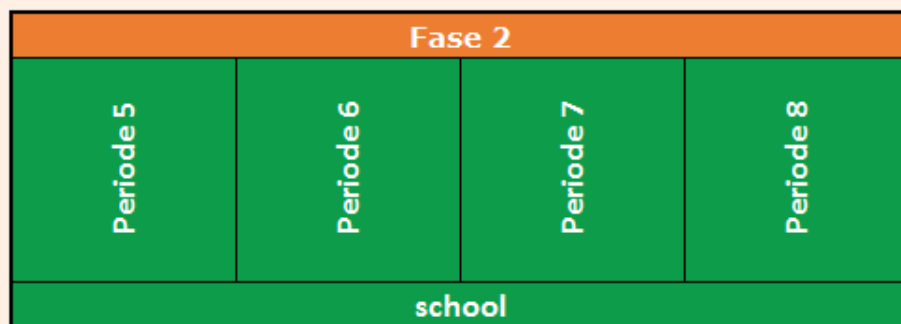 Fase 2
Periode 5
Periode 6
Periode 7
Periode 8
school